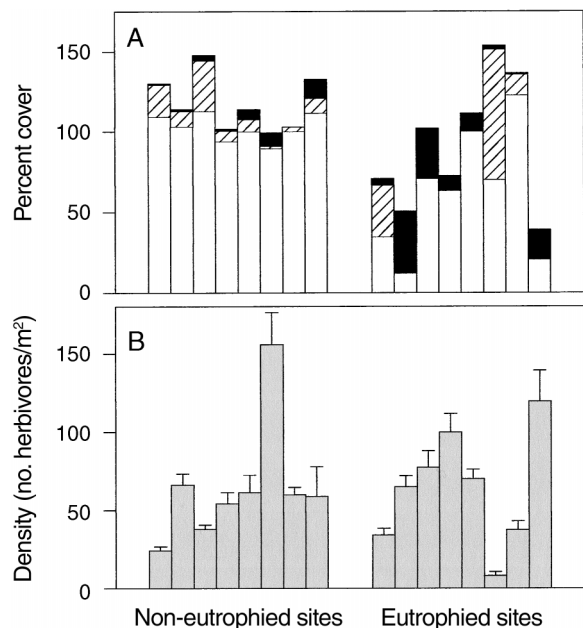 A
Percent cover
150
100
50
0
B
Density (no. herbivores/m²)
150
100
50
0
Non-eutrophied sites
Eutrophied sites